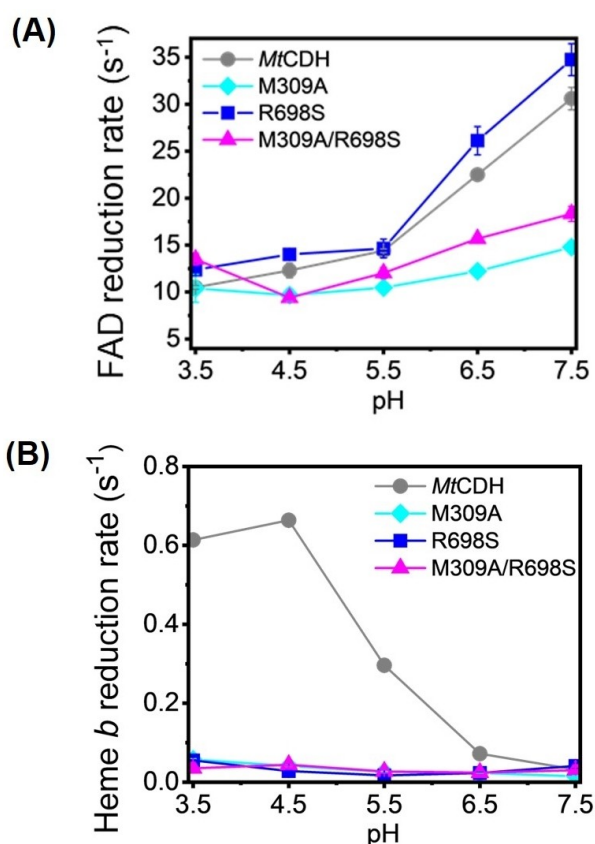 (A)
FAD reduction rate (s-1)
35
30
25
20
15
10
5
MtCDH
M309A
R698S
M309A/R698S
3.5 4.5 5.5 6.5 7.5
pH
(B)
Heme b reduction rate (s-1)
0.8
0.6
0.4
0.2
0.0
MtCDH
M309A
R698S
M309A/R698S
3.5 4.5 5.5 6.5 7.5
pH